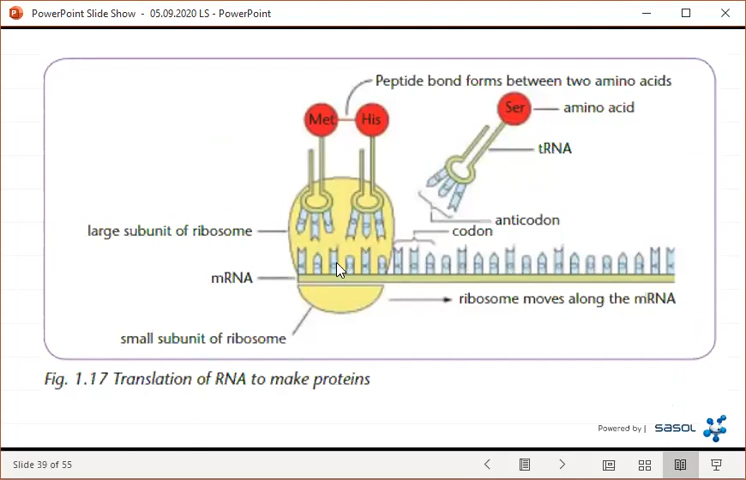 PowerPoint Slide Show - 05.09.2020 LS - PowerPoint
Peptide bond forms between two amino acids
Met
His
Ser
amino acid
tRNA
anticodon
large subunit of ribosome
codon
mRNA
ribosome moves along the mRNA
small subunit of ribosome
Fig. 1.17 Translation of RNA to make proteins
Powered by | sasol
Slide 39 of 55